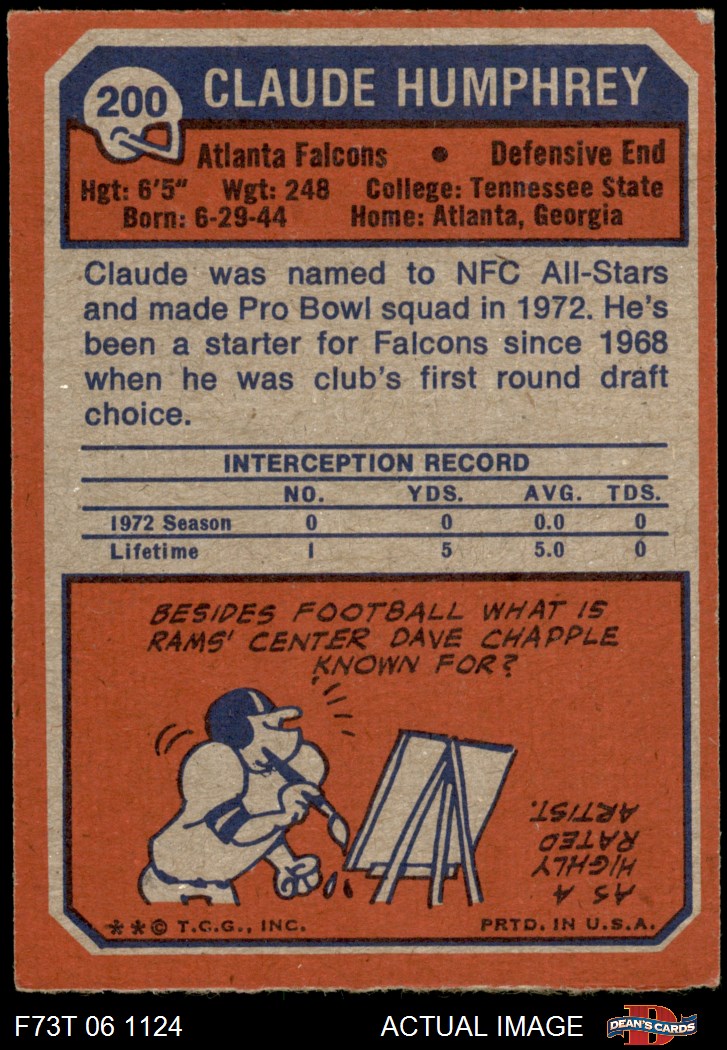 200
CLAUDE HUMPHREY
Atlanta Falcons • Defensive End
Hgt: 6'5" Wgt: 248 College: Tennessee State
Born: 6-29-44 Home: Atlanta, Georgia
Claude was named to NFC All-Stars
and made Pro Bowl squad in 1972. He's
been a starter for Falcons since 1968
when he was club's first round draft
choice.
INTERCEPTION RECORD
NO. YDS. AVG. TDS.
1972 Season 0 0 0.0 0
Lifetime 1 5 5.0 0
BESIDES FOOTBALL WHAT IS
RAMS' CENTER DAVE CHAPPLE
KNOWN FOR?
AS A
HIGHLY
RATED
ARTIST.
**© T.C.G., INC. PRTD. IN U.S.A.
F73T 06 1124 ACTUAL IMAGE
DEAN'S CARDS